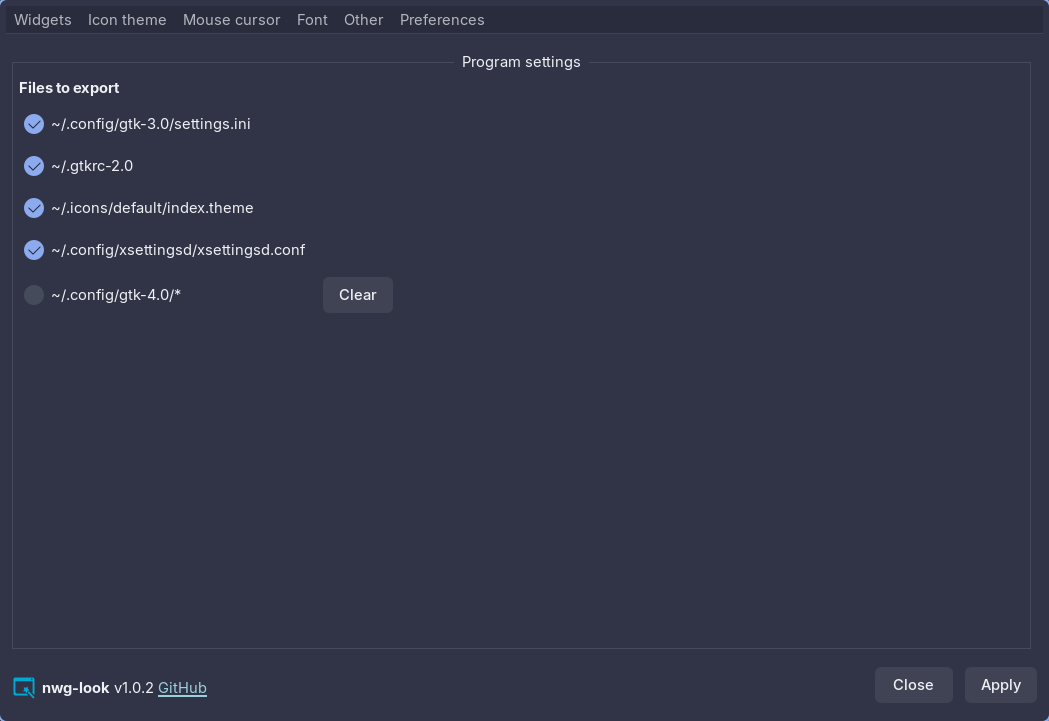 Widgets Icon theme Mouse cursor Font Other Preferences
Program settings
Files to export
~/.config/gtk-3.0/settings.ini
~/.gtkrc-2.0
~/.icons/default/index.theme
~/.config/xsettingsd/xsettingsd.conf
~/.config/gtk-4.0/* Clear
nwg-look v1.0.2 GitHub Close Apply